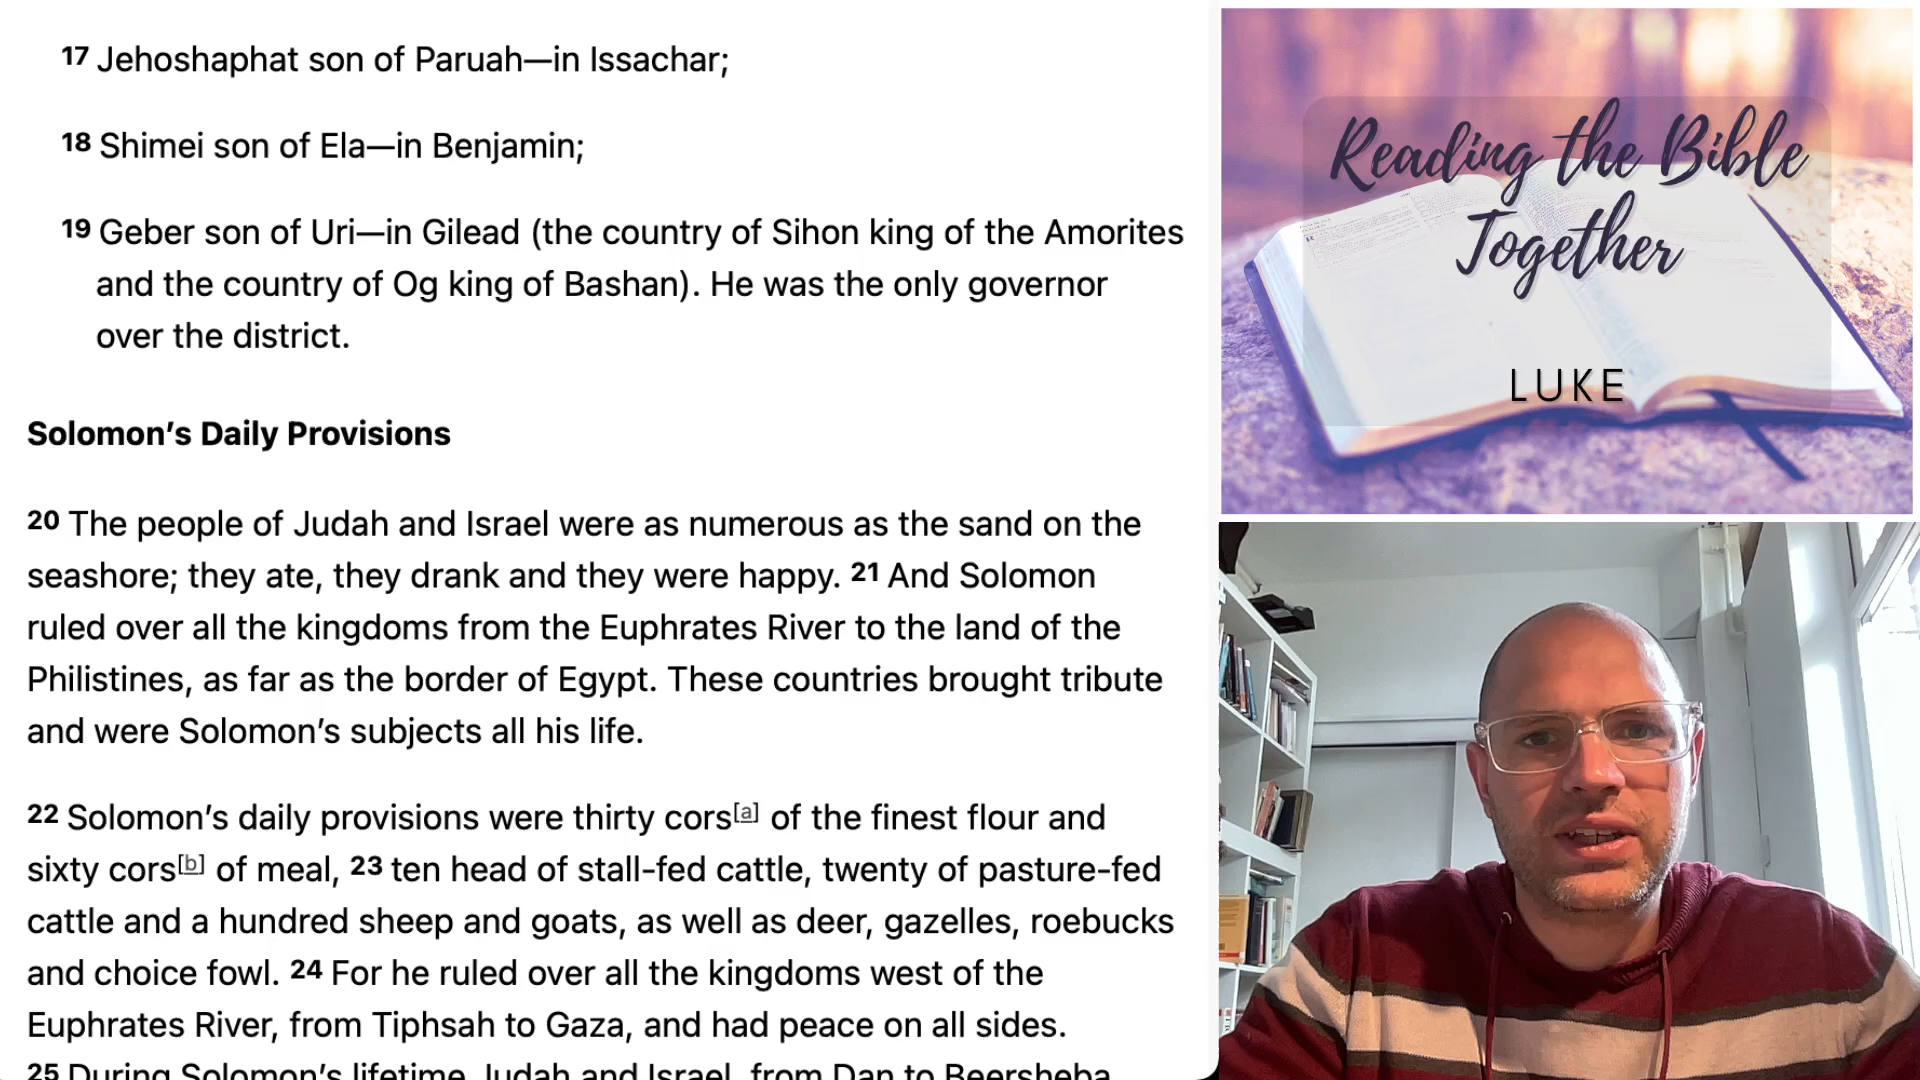 17 Jehoshaphat son of Paruah—in Issachar;
18 Shimei son of Ela—in Benjamin;
19 Geber son of Uri—in Gilead (the country of Sihon king of the Amorites
and the country of Og king of Bashan). He was the only governor
over the district.
Solomon’s Daily Provisions
20 The people of Judah and Israel were as numerous as the sand on the
seashore; they ate, they drank and they were happy. 21 And Solomon
ruled over all the kingdoms from the Euphrates River to the land of the
Philistines, as far as the border of Egypt. These countries brought tribute
and were Solomon’s subjects all his life.
22 Solomon’s daily provisions were thirty cors[a] of the finest flour and
sixty cors[b] of meal, 23 ten head of stall-fed cattle, twenty of pasture-fed
cattle and a hundred sheep and goats, as well as deer, gazelles, roebucks
and choice fowl. 24 For he ruled over all the kingdoms west of the
Euphrates River, from Tiphsah to Gaza, and had peace on all sides.
25 During Solomon’s lifetime Judah and Israel, from Dan to Beersheba,
Reading the Bible
Together
LUKE